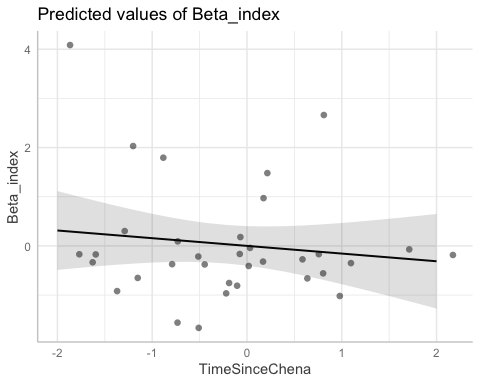 Predicted values of Beta_index
4
2
0
Beta_index
-2 -1 0 1 2
TimeSinceChena